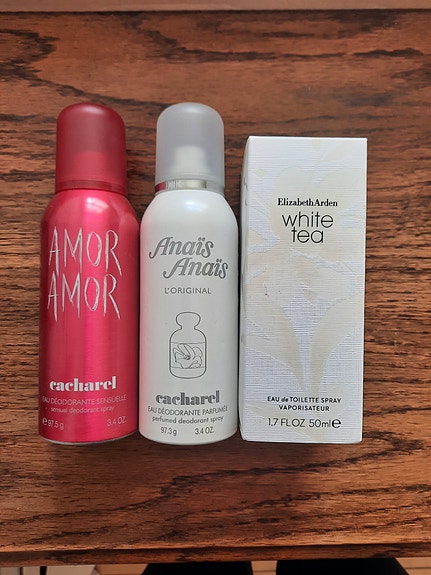 AMOR
AMOR
cacharel
EAU DÉODORANTE SENSUELLE
sensual deodorant spray
e 97.5 g 3.4 OZ.
Anaïs
Anaïs
L'ORIGINAL
cacharel
EAU DÉODORANTE PARFUMÉE
perfumed deodorant spray
97.3 g 3.4 OZ.
Elizabeth Arden
white
tea
EAU de TOILETTE SPRAY
VAPORISATEUR
1.7 FL OZ 50ml e